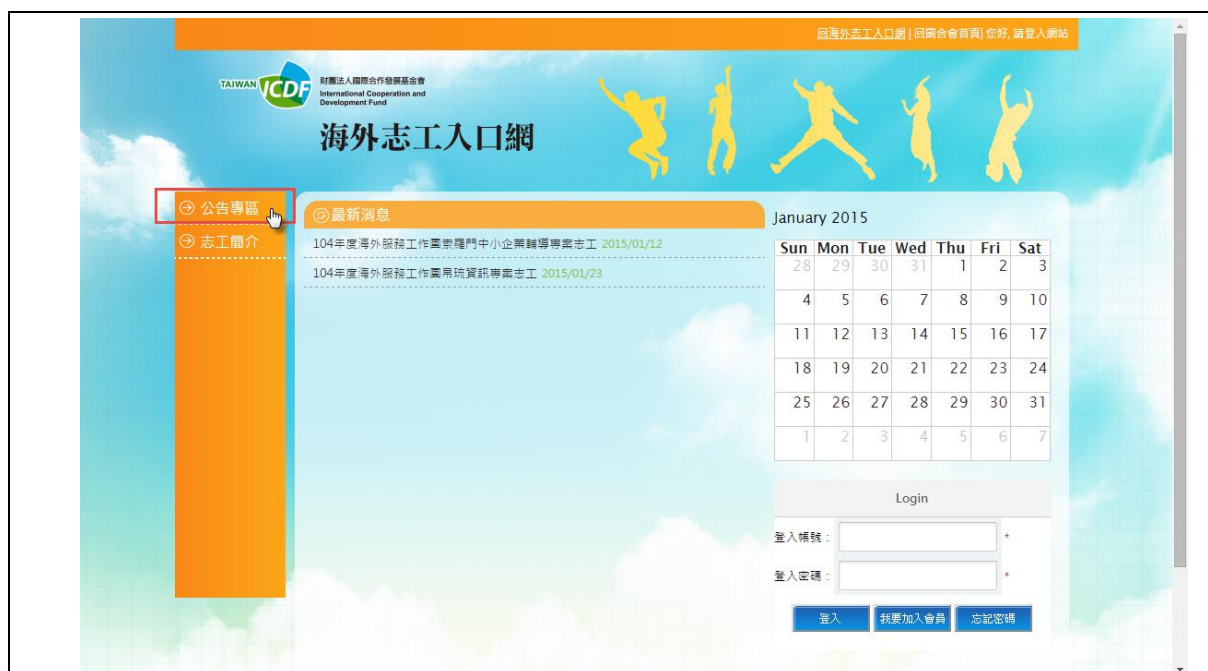 回海外志工入口網 | 回國合會首頁 | 您好, 請登入網站
TAIWAN ICDF
財團法人國際合作發展基金會
International Cooperation and
Development Fund
海外志工入口網
公告專區
志工簡介
最新消息
104年度海外服務工作團索羅門中小企業輔導專案志工 2015/01/12
104年度海外服務工作團帛琉資訊專案志工 2015/01/23
January 2015
Sun Mon Tue Wed Thu Fri Sat
28 29 30 31 1 2 3
4 5 6 7 8 9 10
11 12 13 14 15 16 17
18 19 20 21 22 23 24
25 26 27 28 29 30 31
1 2 3 4 5 6 7
Login
登入帳號 : *
登入密碼 : *
登入 我要加入會員 忘記密碼